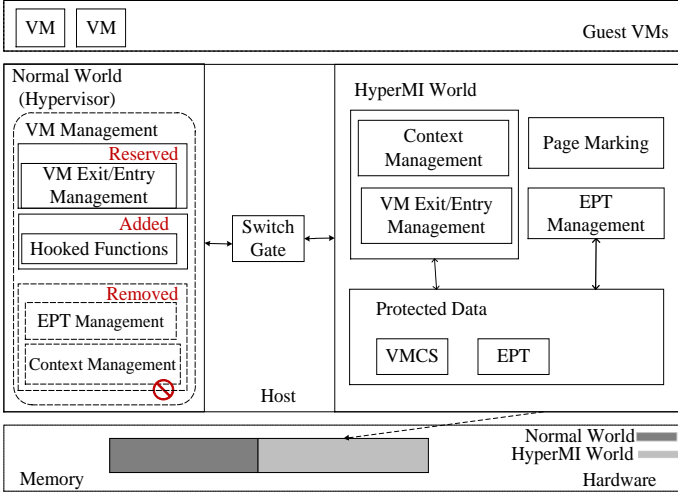 VM
VM
Guest VMs
Normal World
(Hypervisor)
VM Management
Reserved
VM Exit/Entry
Management
Added
Hooked Functions
Removed
EPT Management
Context Management
Switch
Gate
Host
HyperMI World
Context
Management
VM Exit/Entry
Management
Page Marking
EPT
Management
Protected Data
VMCS
EPT
Normal World
HyperMI World
Memory
Hardware